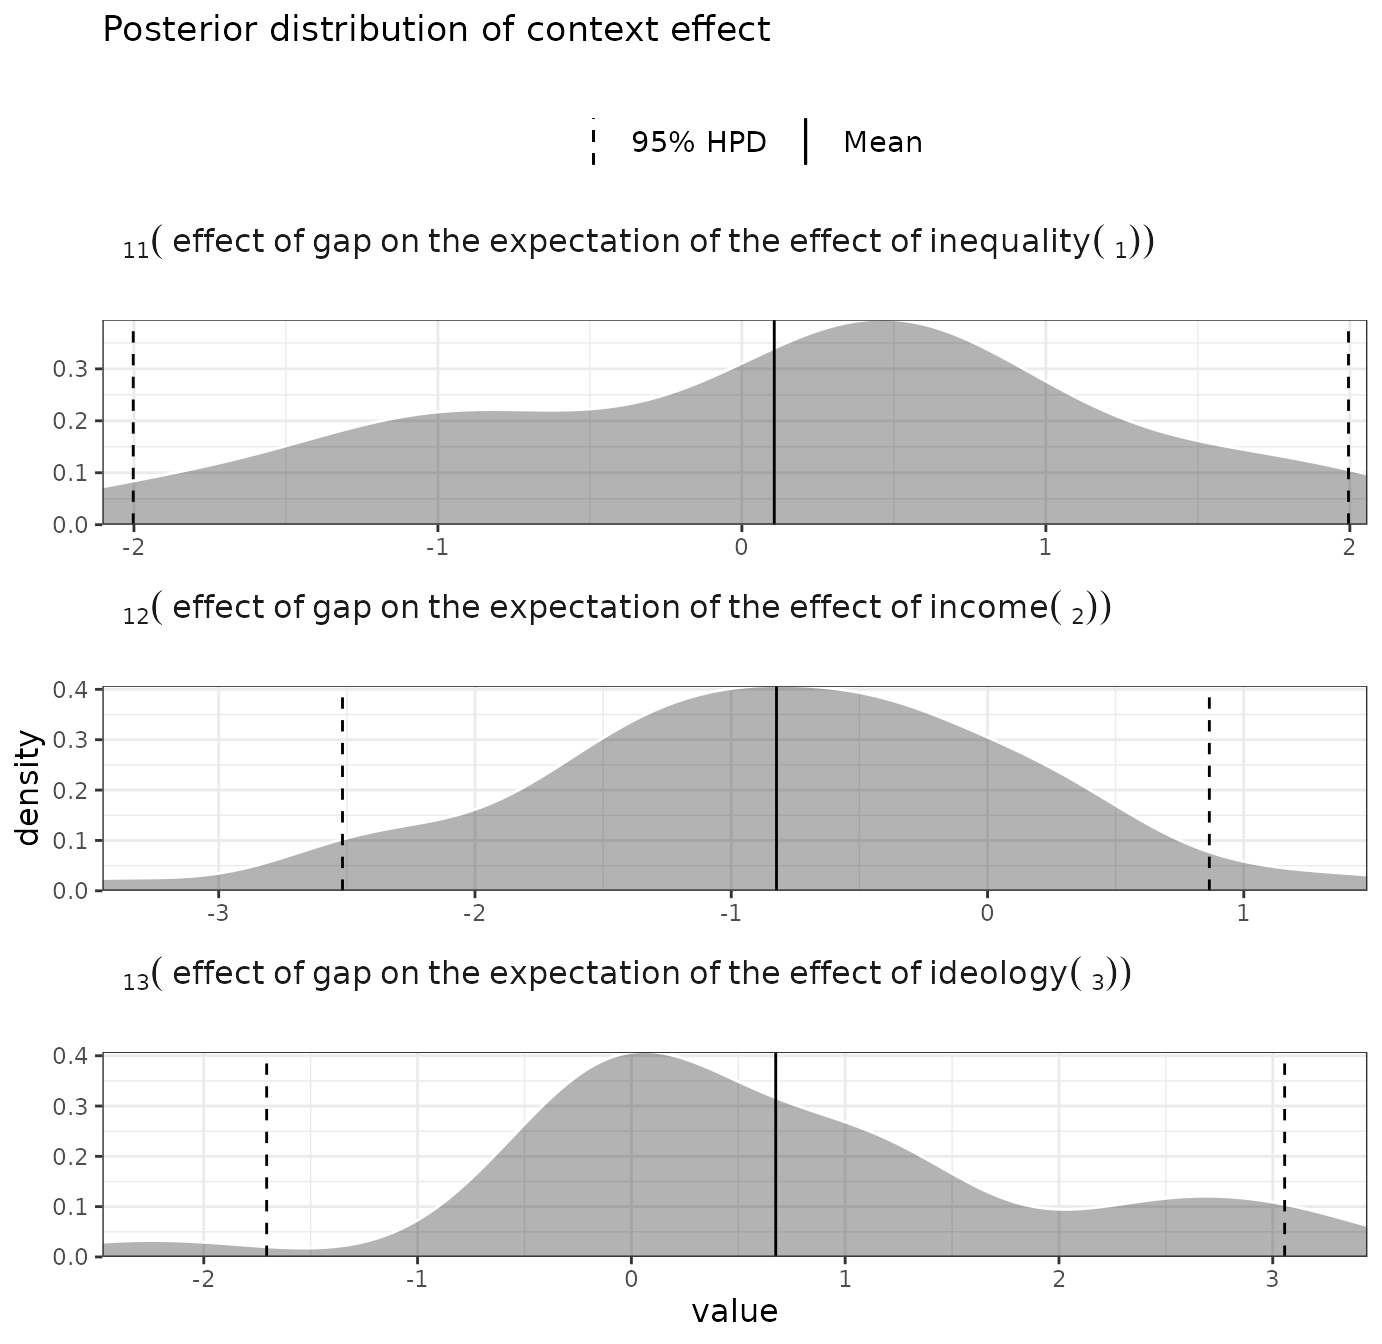 Posterior distribution of context effect
95% HPD Mean
11( effect of gap on the expectation of the effect of inequality( 1))
0.3
0.2
0.1
0.0
-2 -1 0 1 2
12( effect of gap on the expectation of the effect of income( 2))
0.4
0.3
0.2
0.1
0.0
-3 -2 -1 0 1
density
13( effect of gap on the expectation of the effect of ideology( 3))
0.4
0.3
0.2
0.1
0.0
-2 -1 0 1 2 3
value